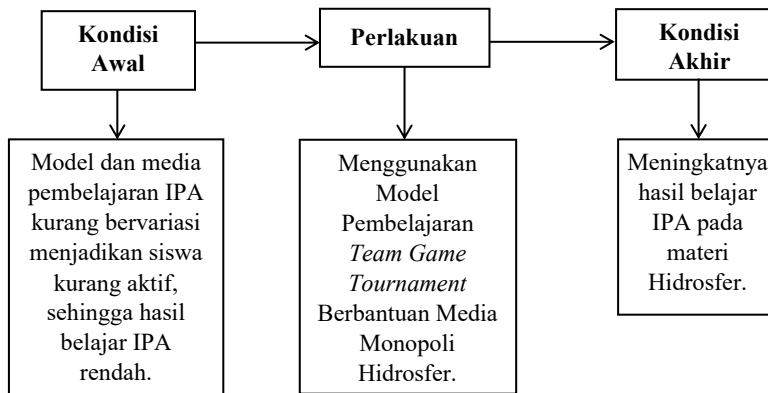 Kondisi
Awal
Perlakuan
Kondisi
Akhir
Model dan media
pembelajaran IPA
kurang bervariasi
menjadikan siswa
kurang aktif,
sehingga hasil
belajar IPA
rendah.
Menggunakan
Model
Pembelajaran
Team Game
Tournament
Berbantuan Media
Monopoli
Hidrosfer.
Meningkatnya
hasil belajar
IPA pada
materi
Hidrosfer.